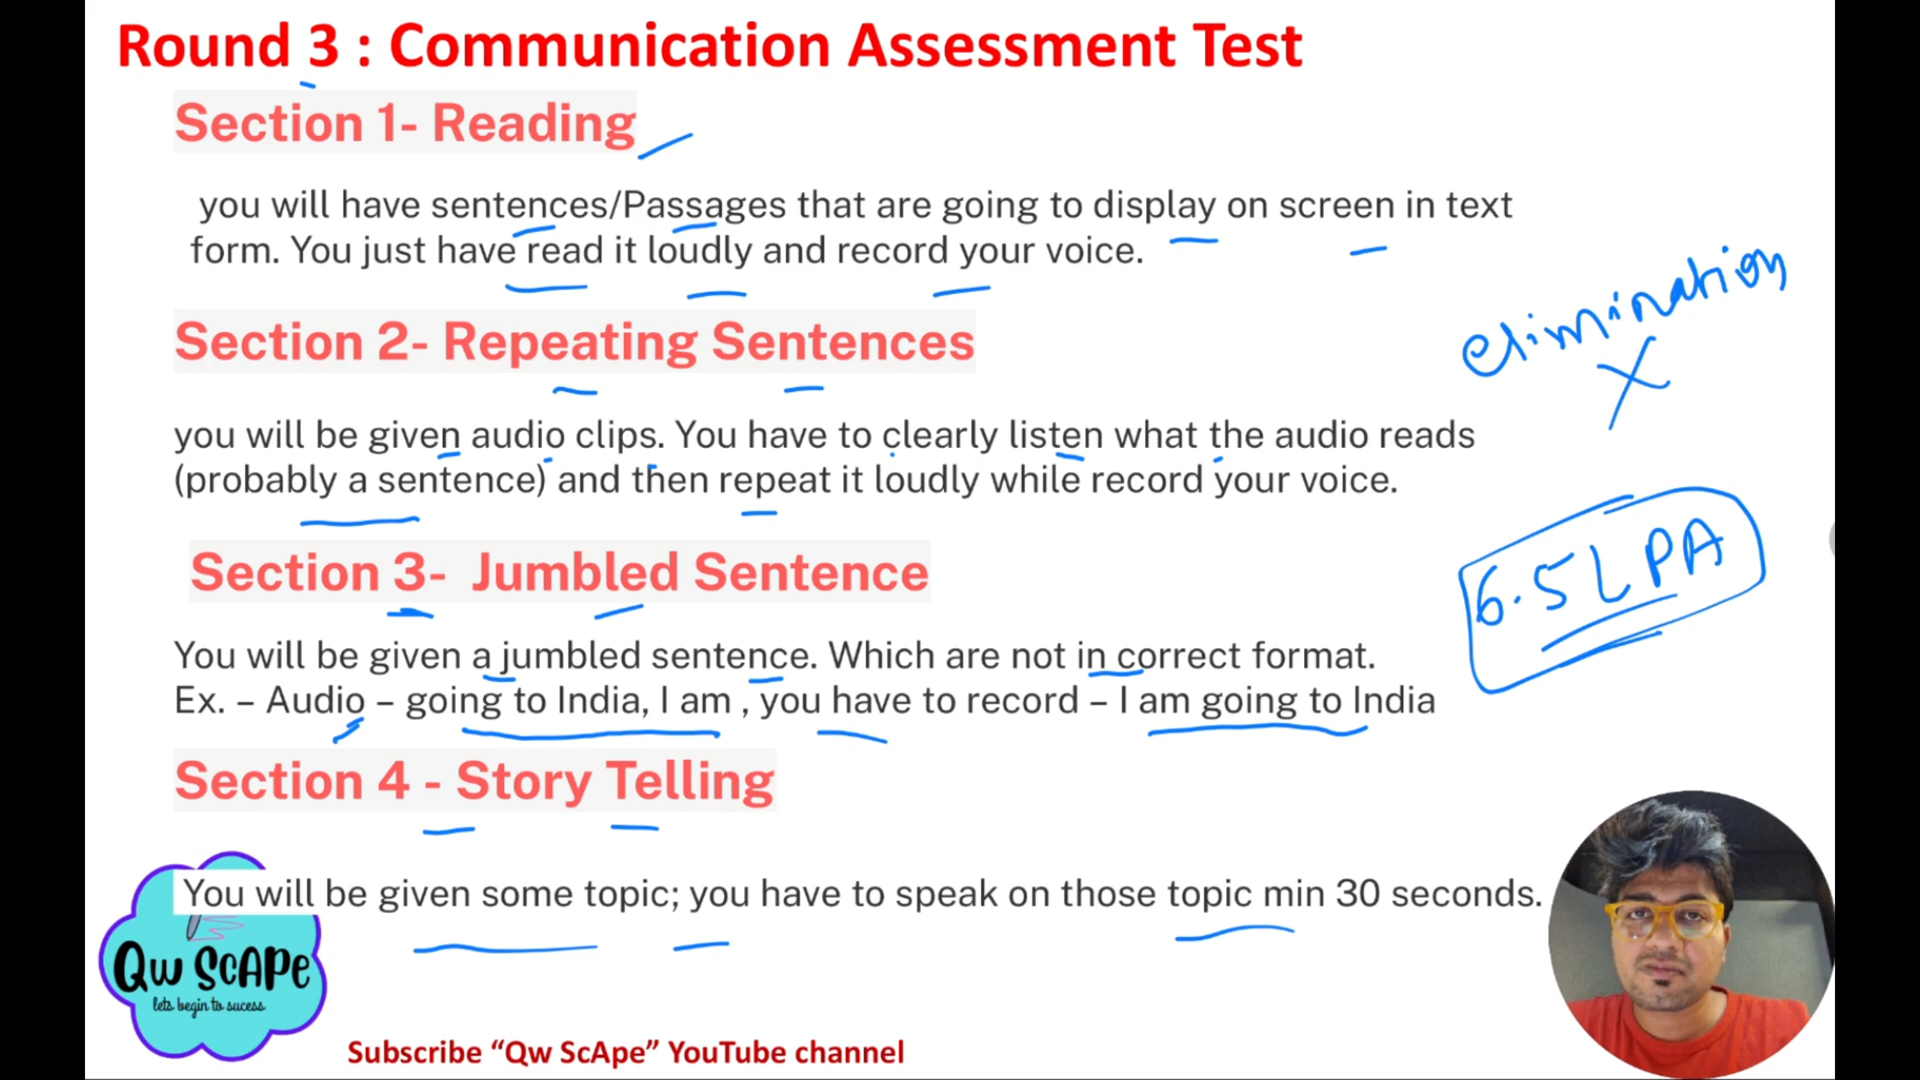 Round 3 : Communication Assessment Test
Section 1- Reading
you will have sentences/Passages that are going to display on screen in text
form. You just have read it loudly and record your voice.
elimination
Section 2- Repeating Sentences
you will be given audio clips. You have to clearly listen what the audio reads
(probably a sentence) and then repeat it loudly while record your voice.
6.5 LPA
Section 3- Jumbled Sentence
You will be given a jumbled sentence. Which are not in correct format.
Ex. – Audio – going to India, I am , you have to record – I am going to India
Section 4 - Story Telling
You will be given some topic; you have to speak on those topic min 30 seconds.
Qw ScApe
lets begin to sucess
Subscribe “Qw ScApe” YouTube channel